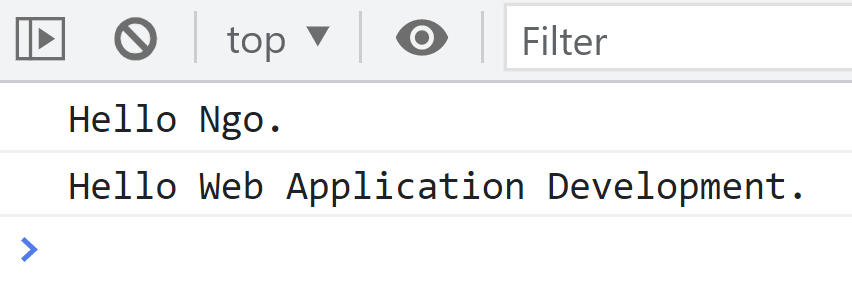 top
Filter
Hello Ngo.
Hello Web Application Development.